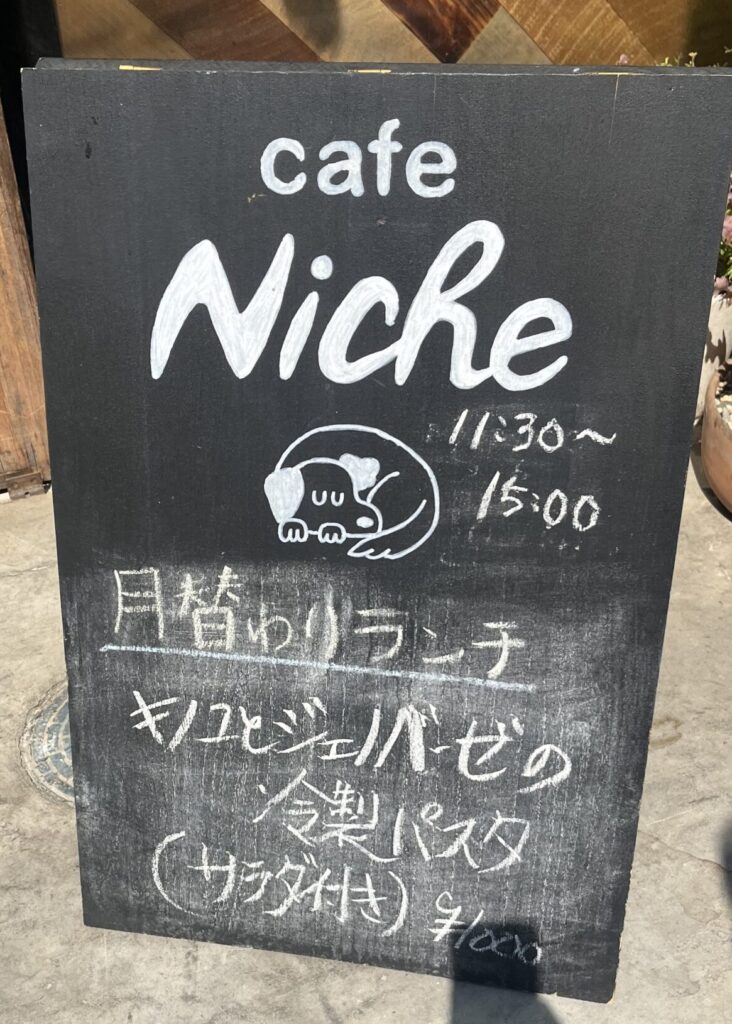 cafe
Niche
11:30〜
15:00
月替わりランチ
キノコとジェノベーゼの
冷製パスタ
(サラダ付き) ¥1000